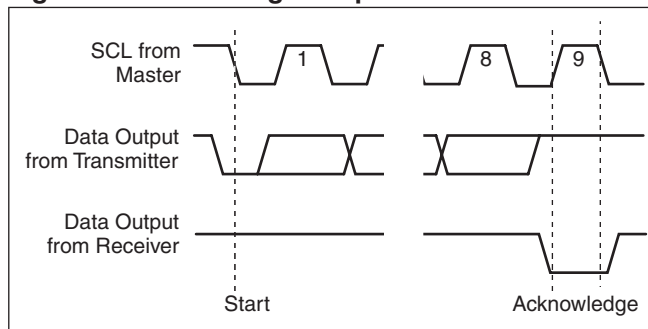 SCL from
Master
1
8
9
Data Output
from Transmitter
Data Output
from Receiver
Start
Acknowledge